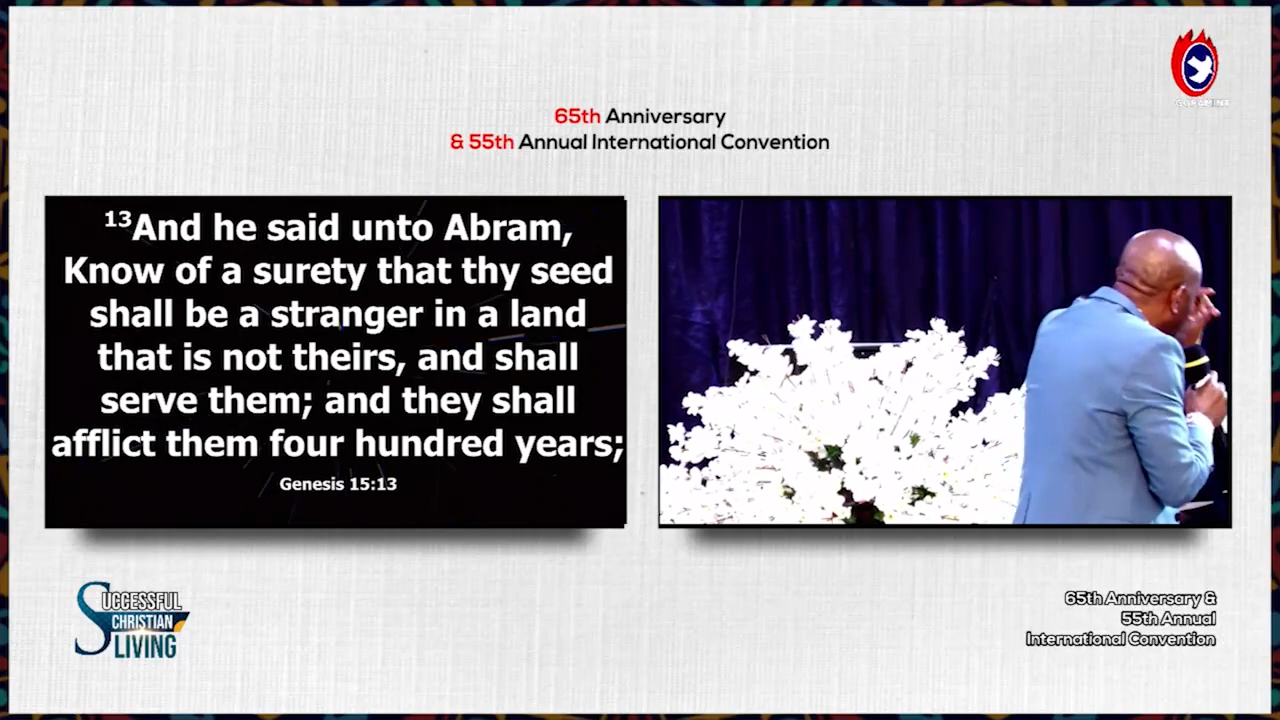 65th Anniversary
& 55th Annual International Convention
13And he said unto Abram,
Know of a surety that thy seed
shall be a stranger in a land
that is not theirs, and shall
serve them; and they shall
afflict them four hundred years;
Genesis 15:13
SUCCESSFUL
CHRISTIAN
LIVING
65th Anniversary &
55th Annual
International Convention